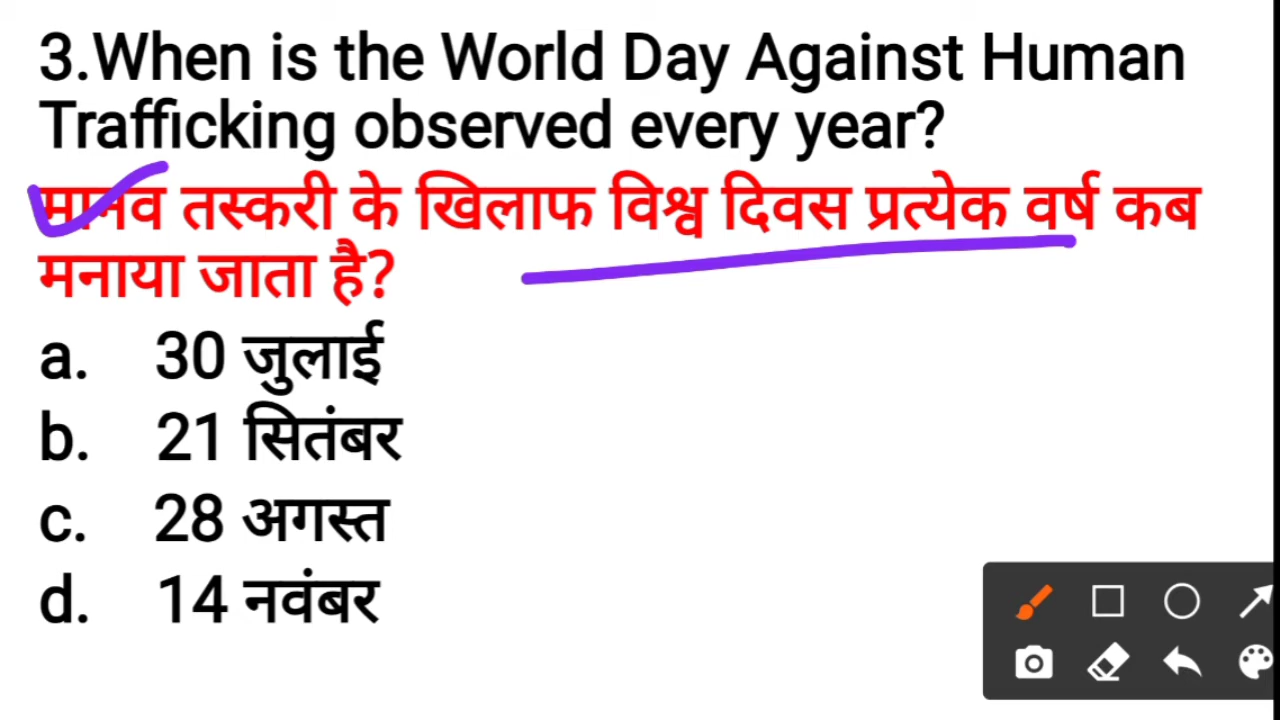 3.When is the World Day Against Human
Trafficking observed every year?
मानव तस्करी के खिलाफ विश्व दिवस प्रत्येक वर्ष कब
मनाया जाता है?
a. 30 जुलाई
b. 21 सितंबर
c. 28 अगस्त
d. 14 नवंबर